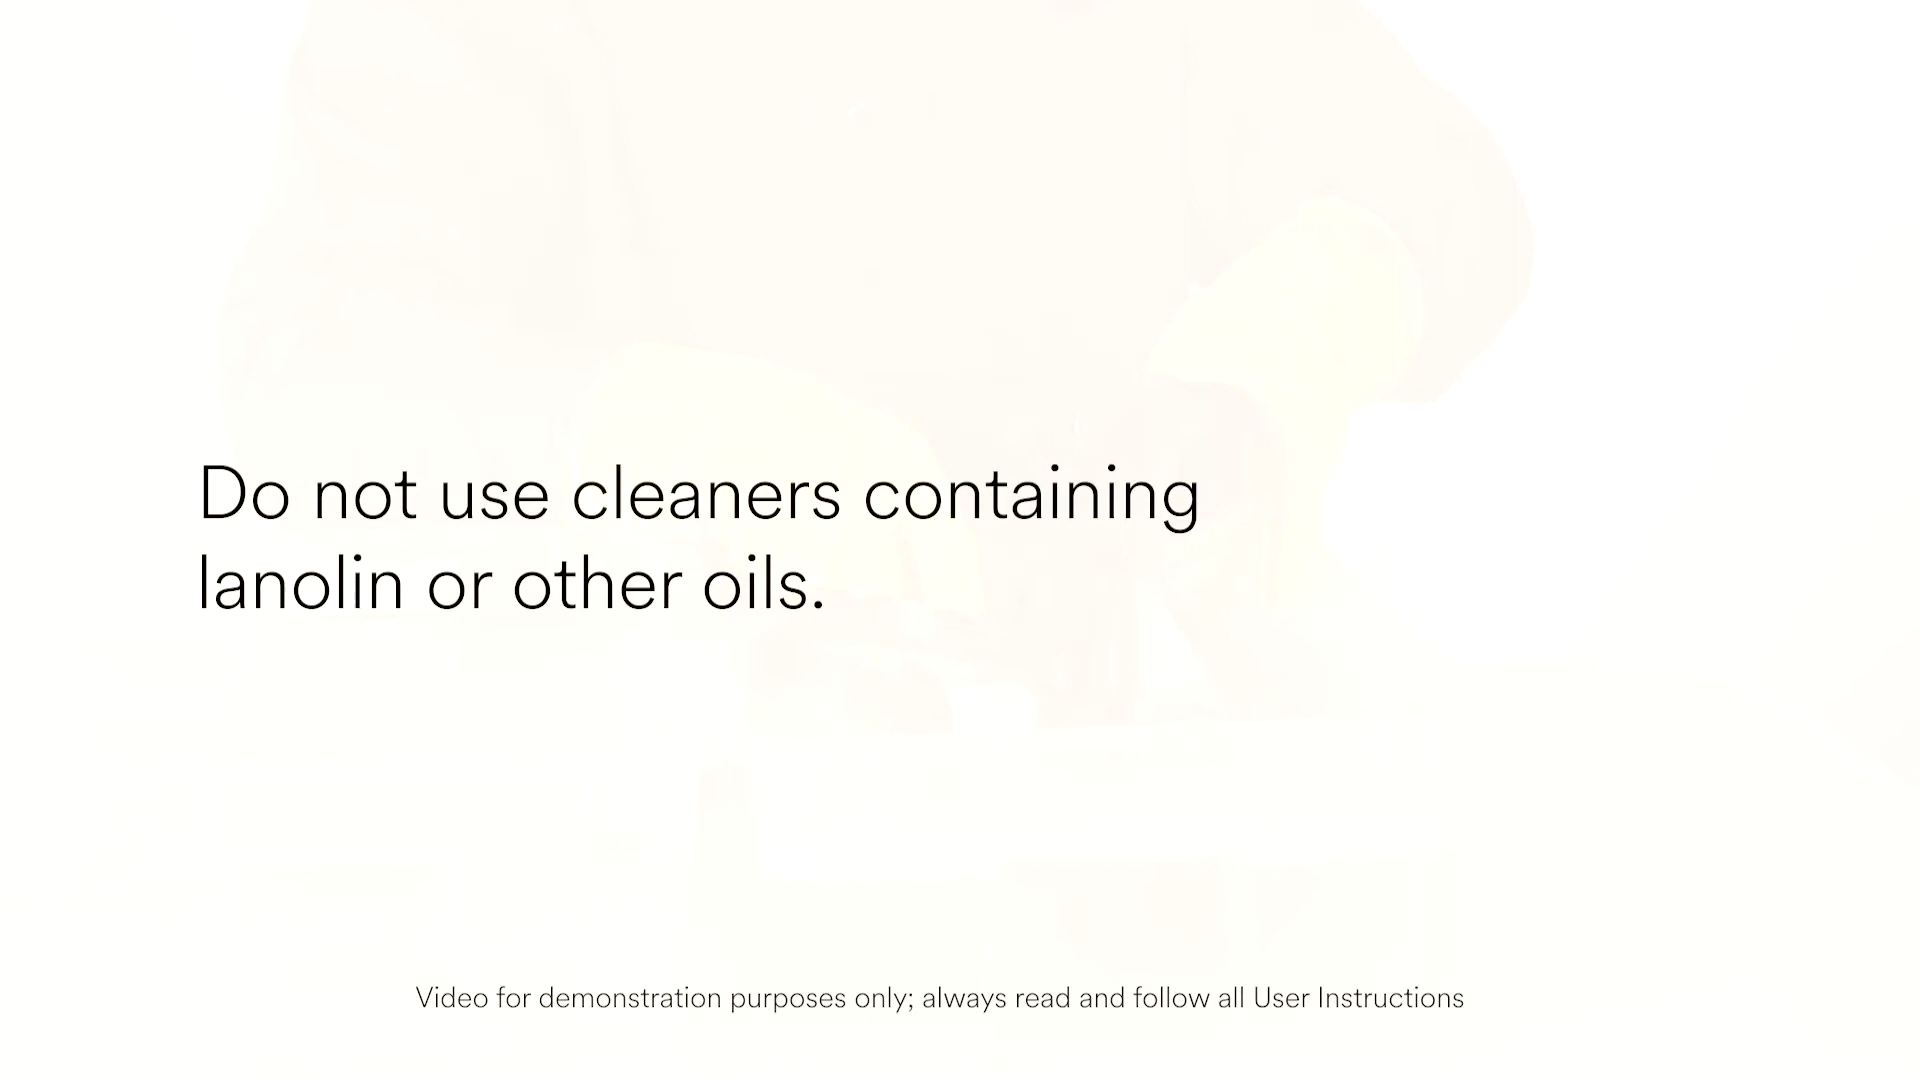 Do not use cleaners containing
lanolin or other oils.
Video for demonstration purposes only; always read and follow all User Instructions